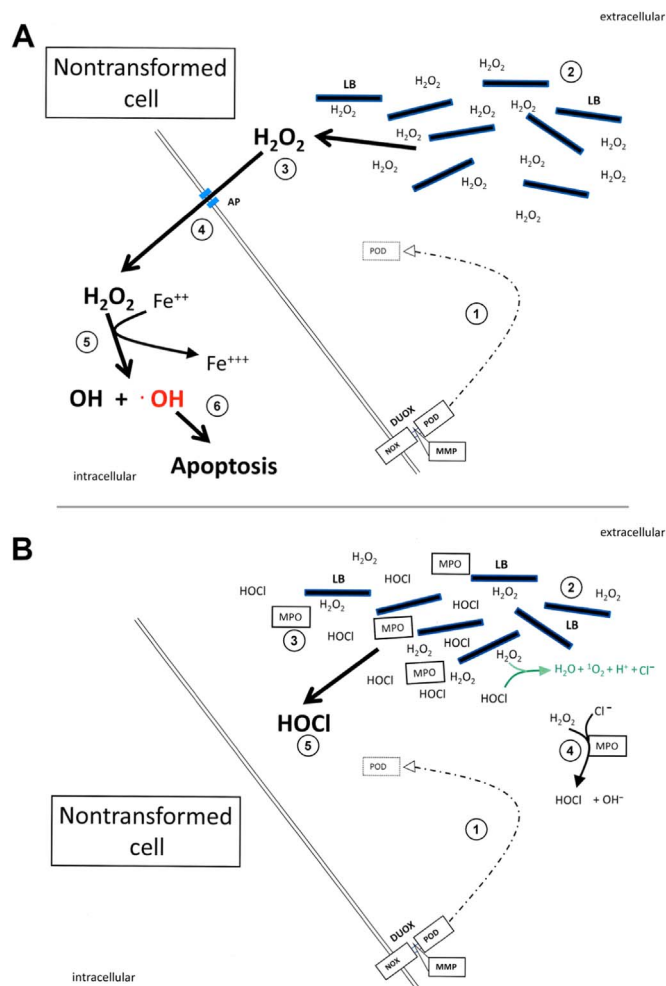 A
extracellular
Nontransformed
cell
H₂O₂
2
H₂O₂
LB
LB
H₂O₂
H₂O₂
H₂O₂
H₂O₂
H₂O₂
H₂O₂
H₂O₂
3
H₂O₂
H₂O₂
H₂O₂
H₂O₂
AP
4
H₂O₂
POD
H₂O₂
Fe⁺⁺
1
5
Fe⁺⁺⁺
OH + · OH
6
DUOX
POD
NOX
MMP
Apoptosis
intracellular
extracellular
B
H₂O₂
MPO
LB
HOCl
HOCl
LB
2
H₂O₂
H₂O₂
H₂O₂
HOCl
MPO
3
HOCl
MPO
HOCl
LB
H₂O₂
H₂O₂
H₂O + ¹O₂ + H⁺ + Cl⁻
MPO
H₂O₂
HOCl
HOCl
HOCl
HOCl
5
Cl⁻
H₂O₂
4
MPO
HOCl + OH⁻
POD
Nontransformed
cell
1
DUOX
POD
NOX
MMP
intracellular